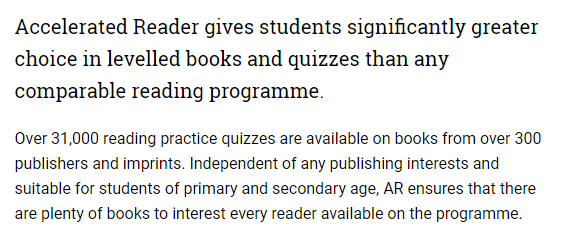 Accelerated Reader gives students significantly greater
choice in levelled books and quizzes than any
comparable reading programme.
Over 31,000 reading practice quizzes are available on books from over 300
publishers and imprints. Independent of any publishing interests and
suitable for students of primary and secondary age, AR ensures that there
are plenty of books to interest every reader available on the programme.